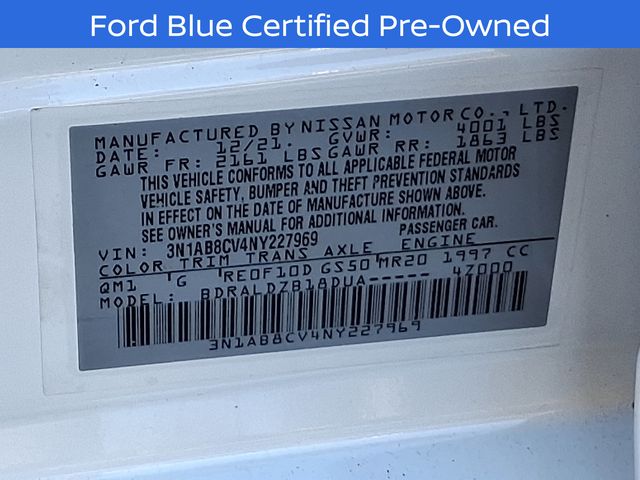 Ford Blue Certified Pre-Owned
MANUFACTURED BY NISSAN MOTOR CO., LTD.
DATE: 12/21. GVWR: 4001 LBS
GAWR FR: 2161 LBS GAWR RR: 1863 LBS
THIS VEHICLE CONFORMS TO ALL APPLICABLE FEDERAL MOTOR
VEHICLE SAFETY, BUMPER AND THEFT PREVENTION STANDARDS
IN EFFECT ON THE DATE OF MANUFACTURE SHOWN ABOVE.
SEE OWNER'S MANUAL FOR ADDITIONAL INFORMATION.
VIN: 3N1AB8CV4NY227969 PASSENGER CAR.
COLOR TRIM TRANS AXLE ENGINE
QM1 G RE0F10D GS50 MR20 1997 CC
MODEL: BDRALDZB18DUA----- 4Z000
3N1AB8CV4NY227969